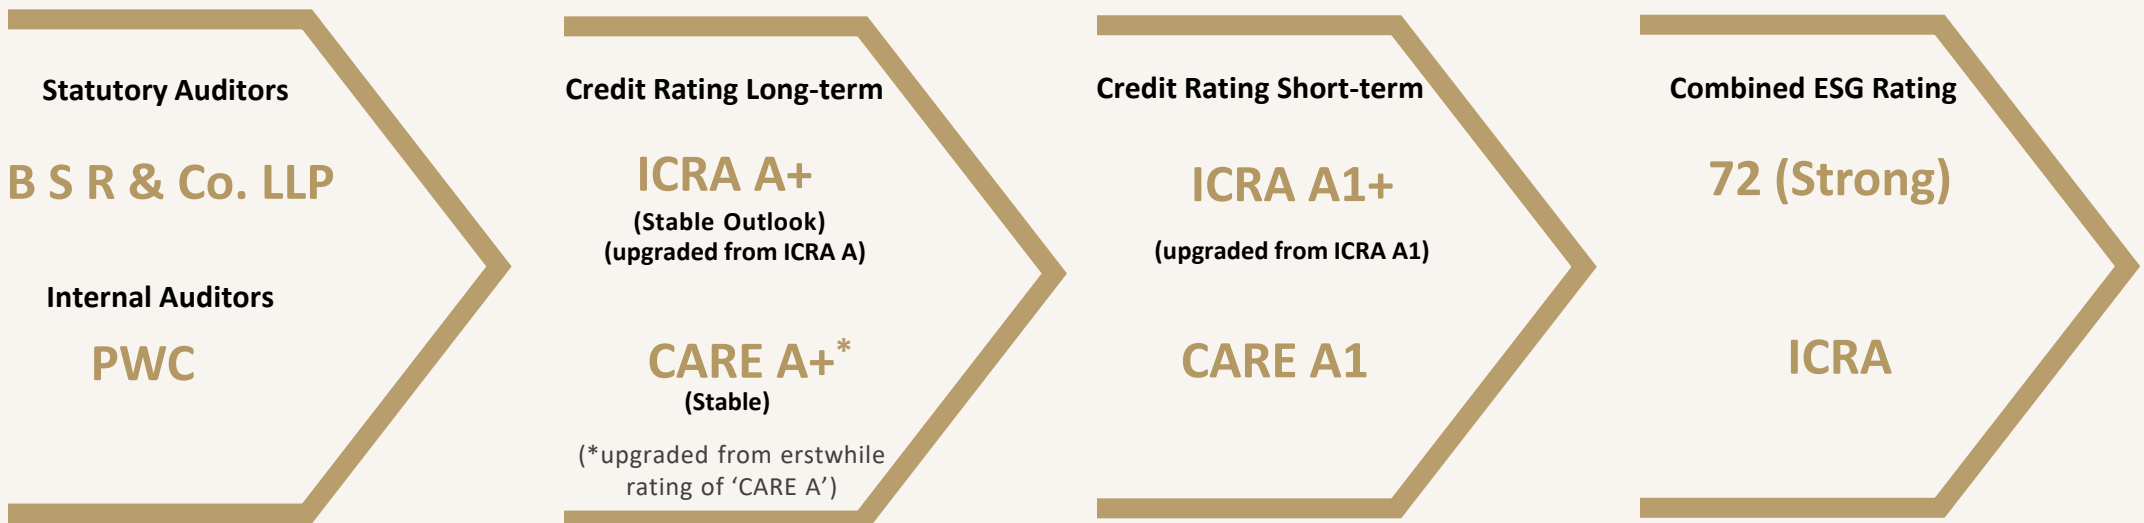 Statutory Auditors
B S R & Co. LLP
Internal Auditors
PWC
Credit Rating Long-term
ICRA A+
(Stable Outlook)
(upgraded from ICRA A)
CARE A+*
(Stable)
(*upgraded from erstwhile
rating of ‘CARE A’)
Credit Rating Short-term
ICRA A1+
(upgraded from ICRA A1)
CARE A1
Combined ESG Rating
72 (Strong)
ICRA